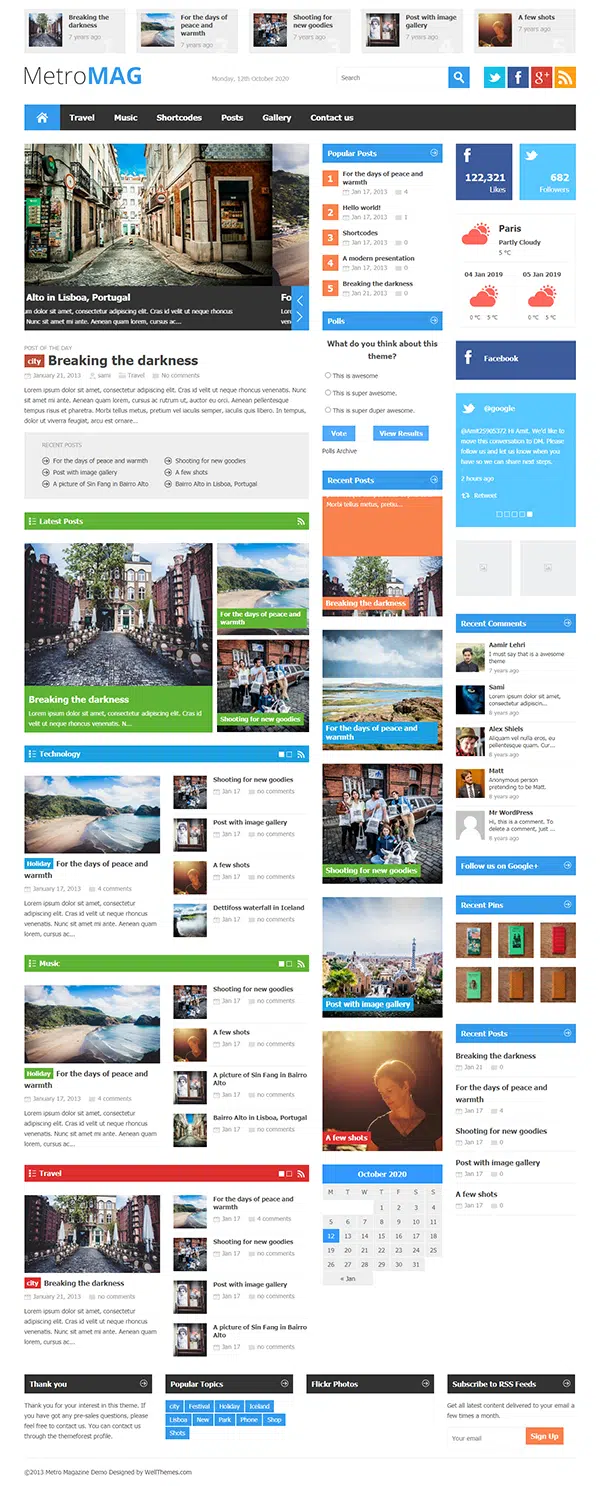 Breaking the
darkness
7 years ago
For the days of
peace and
warmth
7 years ago
Shooting for
new goodies
7 years ago
Post with image
gallery
7 years ago
A few shots
7 years ago
MetroMAG
Monday, 12th October 2020
Search
Travel
Music
Shortcodes
Posts
Gallery
Contact us
Alto in Lisboa, Portugal
Fo
m dolor sit amet, consectetur adipiscing elit. Cras id velit ut neque rhoncus
Nunc sit amet mi ante. Aenean quam lorem, cursus ac...
POST OF THE DAY
city Breaking the darkness
January 21, 2013 sami Travel No comments
Lorem ipsum dolor sit amet, consectetur adipiscing elit. Cras id velit ut neque rhoncus venenatis. Nunc
sit amet mi ante. Aenean quam lorem, cursus ac rutrum ut, auctor eu orci. Aenean pellentesque
tempus risus et pharetra. Morbi tellus metus, pretium vel iaculis semper, iaculis quis libero. In tempus,
dolor ut viverra feugiat, arcu est ornare...
RECENT POSTS
For the days of peace and warmth
Shooting for new goodies
Post with image gallery
A few shots
A picture of Sin Fang in Bairro Alto
Bairro Alto in Lisboa, Portugal
Latest Posts
Breaking the darkness
Lorem ipsum dolor sit amet, consectetur adipiscing elit. Cras id
velit ut neque rhoncus venenatis. N...
For the days of peace and
warmth
Shooting for new goodies
Technology
Holiday For the days of peace and
warmth
January 17, 2013 4 comments
Lorem ipsum dolor sit amet, consectetur
adipiscing elit. Cras id velit ut neque rhoncus
venenatis. Nunc sit amet mi ante. Aenean quam
lorem, cursus ac...
Shooting for new goodies
Jan 17 no comments
Post with image gallery
Jan 17 no comments
A few shots
Jan 17 no comments
Dettifoss waterfall in Iceland
Jan 17 no comments
Music
Holiday For the days of peace and
warmth
January 17, 2013 4 comments
Lorem ipsum dolor sit amet, consectetur
adipiscing elit. Cras id velit ut neque rhoncus
venenatis. Nunc sit amet mi ante. Aenean quam
lorem, cursus ac...
Shooting for new goodies
Jan 17 no comments
A few shots
Jan 17 no comments
A picture of Sin Fang in Bairro
Alto
Jan 17 no comments
Bairro Alto in Lisboa, Portugal
Jan 17 no comments
Travel
city Breaking the darkness
January 21, 2013 no comments
Lorem ipsum dolor sit amet, consectetur
adipiscing elit. Cras id velit ut neque rhoncus
venenatis. Nunc sit amet mi ante. Aenean quam
lorem, cursus ac...
For the days of peace and
warmth
Jan 17 4 comments
Shooting for new goodies
Jan 17 no comments
Post with image gallery
Jan 17 no comments
A picture of Sin Fang in Bairro
Alto
Jan 17 no comments
Popular Posts
1 For the days of peace and
warmth
Jan 17, 2013 4
2 Hello world!
Jan 17, 2013 1
3 Shortcodes
Jan 17, 2013 0
4 A modern presentation
Jan 17, 2013 0
5 Breaking the darkness
Jan 21, 2013 0
Polls
What do you think about this
theme?
This is awesome
This is super awesome,
This is super duper awesome.
Vote
View Results
Polls Archive
Recent Posts
Morbi tellus metus, pretiu...
Breaking the darkness
For the days of peace and
warmth
Shooting for new goodies
Post with image gallery
A few shots
October 2020
M T W T F S S
1 2 3 4
5 6 7 8 9 10 11
12 13 14 15 16 17 18
19 20 21 22 23 24 25
26 27 28 29 30 31
« Jan
122,321
Likes
682
Followers
Paris
Partly Cloudy
5 °C
04 Jan 2019
05 Jan 2019
0 °C 5 °C
0 °C 5 °C
Facebook
@google
@Amit25905372 Hi Amit. We'd like to
move this conversation to DM. Please
follow us and let us know when you
have so we can share next steps.
2 hours ago
Retweet
Recent Comments
Aamir Lehri
I must say that is a awesome
theme
7 years ago
Sami
Lorem ipsum dolor sit amet,
consectetur adipiscin...
8 years ago
Alex Shiels
Aliquam vel nulla eros, eu
pellentesque quam. Cur...
8 years ago
Matt
Anonymous person
pretending to be Matt.
8 years ago
Mr WordPress
Hi, this is a comment. To
delete a comment, just ...
8 years ago
Follow us on Google+
Recent Pins
Recent Posts
Breaking the darkness
Jan 21 0
For the days of peace and
warmth
Jan 17 4
Shooting for new goodies
Jan 17 0
Post with image gallery
Jan 17 0
A few shots
Jan 17 0
Thank you
Thank you for your interest in this theme. If
you have got any pre-sales questions, please
feel free to contact us. You can contact us
through the themeforest profile.
Popular Topics
city Festival Holiday Iceland
Lisboa New Park Phone Shop
Shots
Flickr Photos
Subscribe to RSS Feeds
Get all latest content delivered to your email a
few times a month.
Your email
Sign Up
©2013 Metro Magazine Demo Designed by WellThemes.com